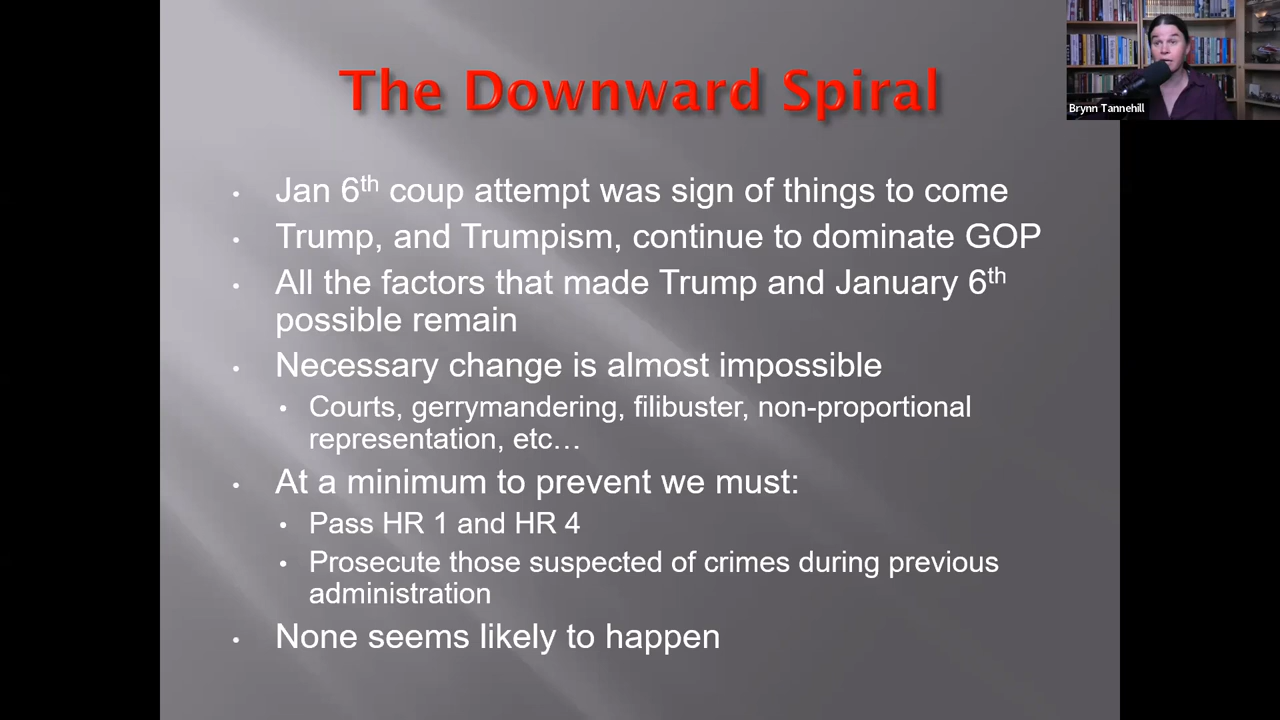 The Downward Spiral
Brynn Tannehill
• Jan 6th coup attempt was sign of things to come
• Trump, and Trumpism, continue to dominate GOP
• All the factors that made Trump and January 6th
possible remain
• Necessary change is almost impossible
• Courts, gerrymandering, filibuster, non-proportional
representation, etc…
• At a minimum to prevent we must:
• Pass HR 1 and HR 4
• Prosecute those suspected of crimes during previous
administration
• None seems likely to happen